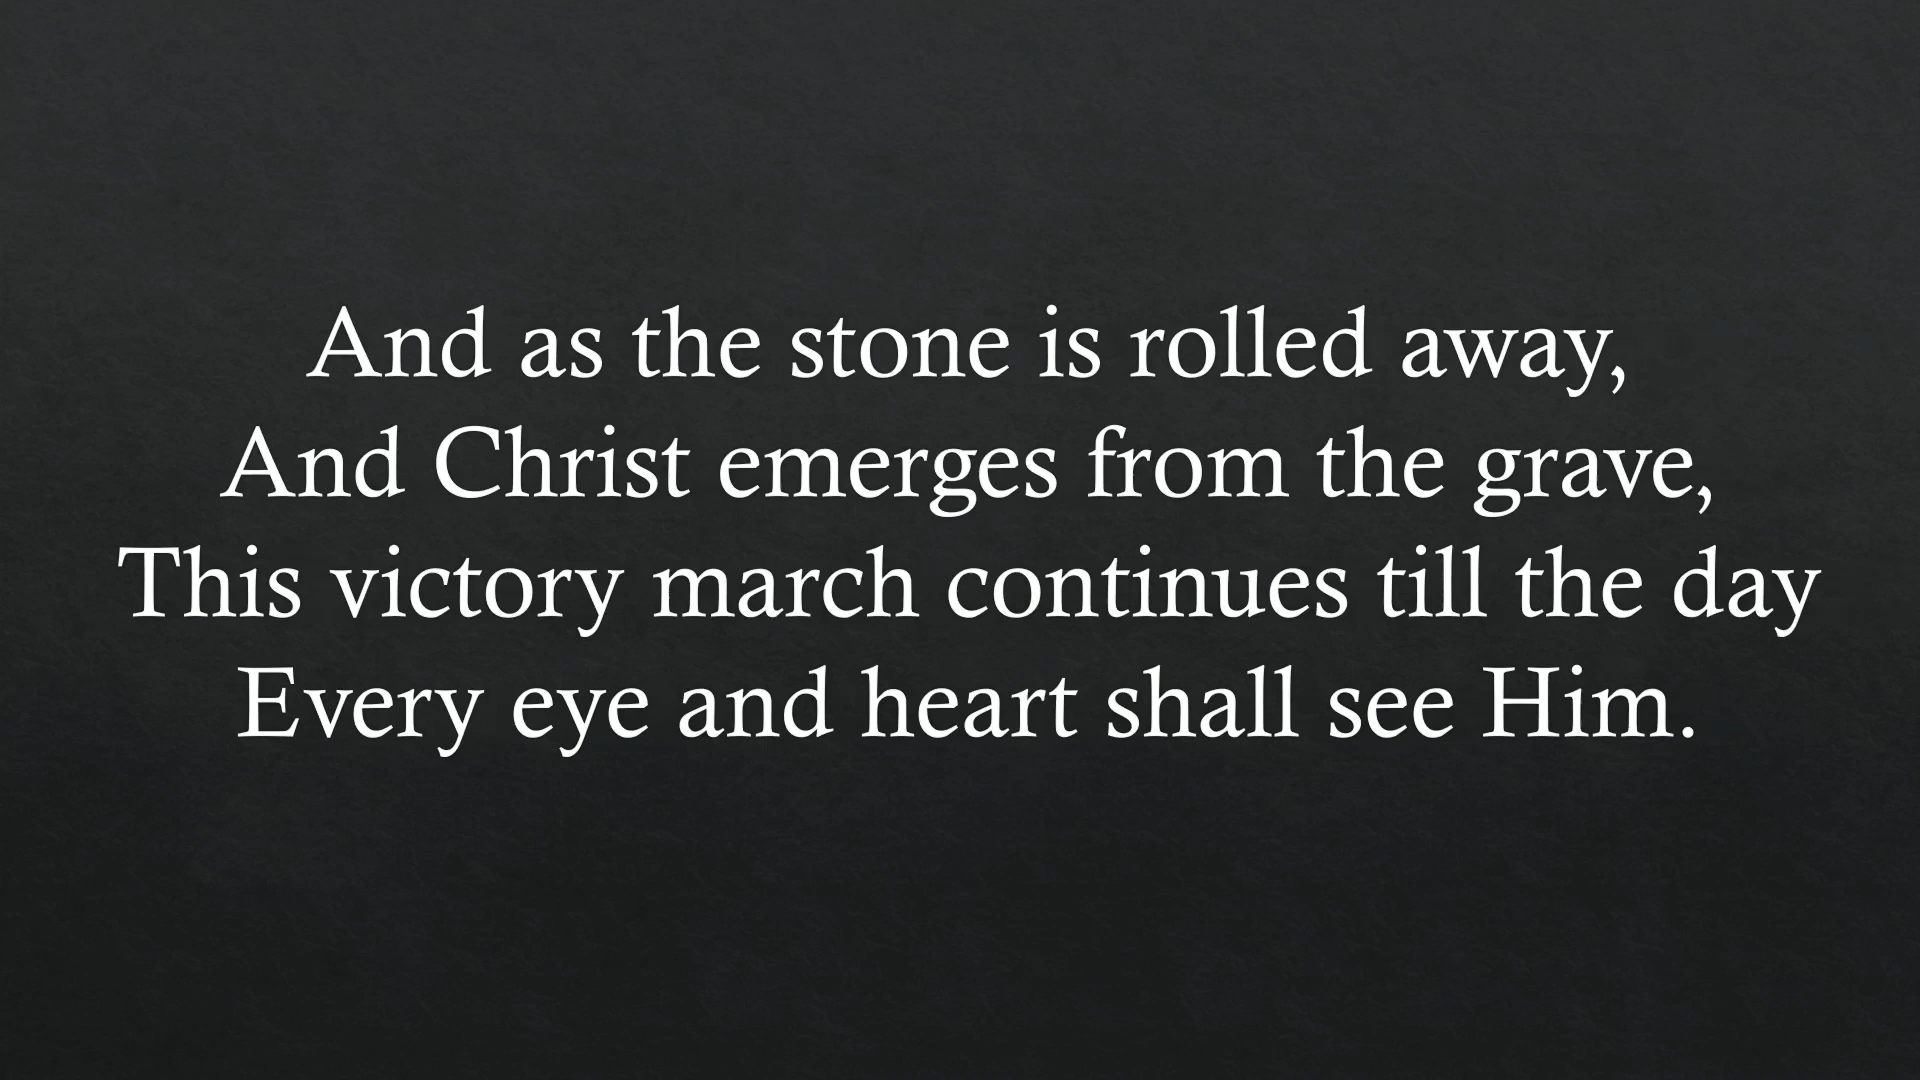 And as the stone is rolled away,
And Christ emerges from the grave,
This victory march continues till the day
Every eye and heart shall see Him.